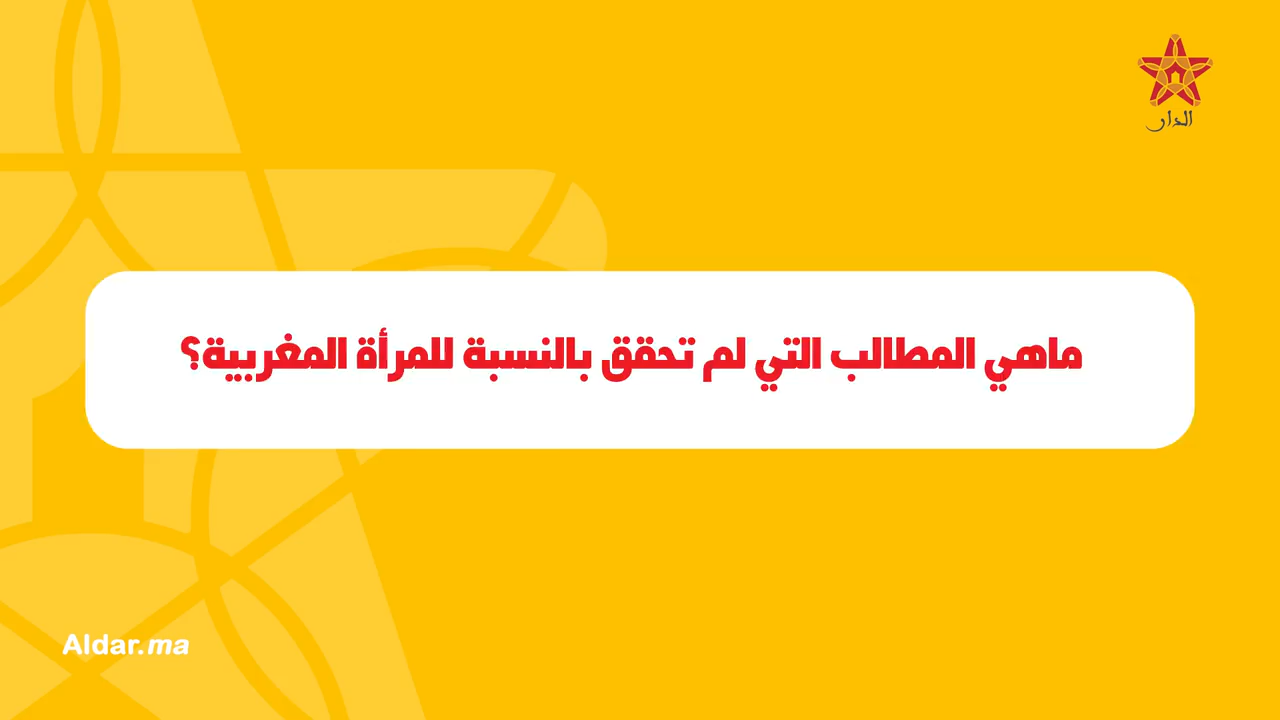 الدار
ماهي المطالب التي لم تحقق بالنسبة للمرأة المغربية؟
Aldar.ma